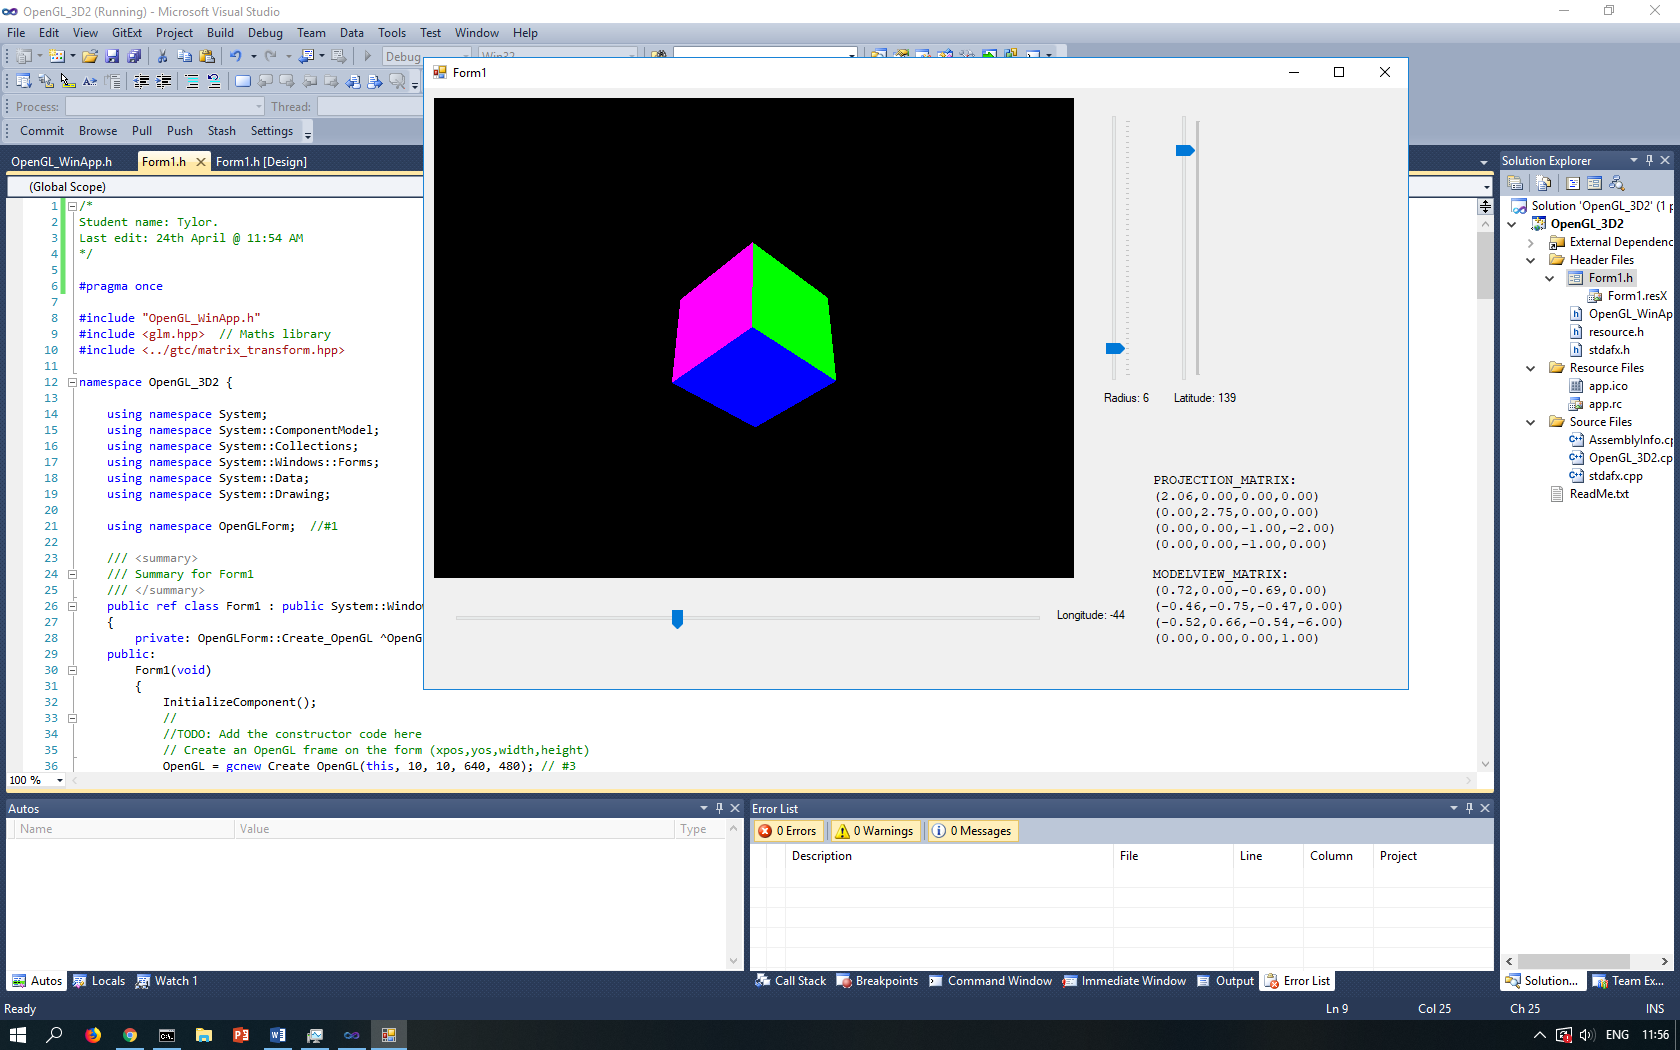 OpenGL_3D2 (Running) - Microsoft Visual Studio
File Edit View GitExt Project Build Debug Team Data Tools Test Window Help
Debug Win32
Process: Thread:
Commit Browse Pull Push Stash Settings
OpenGL_WinApp.h Form1.h Form1.h [Design]
(Global Scope)
1 /*
2 Student name: Tylor.
3 Last edit: 24th April @ 11:54 AM
4 */
5
6 #pragma once
7
8 #include "OpenGL_WinApp.h"
9 #include <glm.hpp> // Maths library
10 #include <../gtc/matrix_transform.hpp>
11
12 namespace OpenGL_3D2 {
13
14 using namespace System;
15 using namespace System::ComponentModel;
16 using namespace System::Collections;
17 using namespace System::Windows::Forms;
18 using namespace System::Data;
19 using namespace System::Drawing;
20
21 using namespace OpenGLForm; //#1
22
23 /// <summary>
24 /// Summary for Form1
25 /// </summary>
26 public ref class Form1 : public System::Window
27 {
28 private: OpenGLForm::Create_OpenGL ^OpenG
29 public:
30 Form1(void)
31 {
32 InitializeComponent();
33 //
34 //TODO: Add the constructor code here
35 // Create an OpenGL frame on the form (xpos,yos,width,height)
36 OpenGL = gcnew Create OpenGL(this, 10, 10, 640, 480); // #3
100 %
Form1
Radius: 6 Latitude: 139
PROJECTION_MATRIX:
(2.06,0.00,0.00,0.00)
(0.00,2.75,0.00,0.00)
(0.00,0.00,-1.00,-2.00)
(0.00,0.00,-1.00,0.00)
MODELVIEW_MATRIX:
(0.72,0.00,-0.69,0.00)
(-0.46,-0.75,-0.47,0.00)
(-0.52,0.66,-0.54,-6.00)
(0.00,0.00,0.00,1.00)
Longitude: -44
Solution Explorer
Solution 'OpenGL_3D2' (1 p
OpenGL_3D2
External Dependenc
Header Files
Form1.h
Form1.resX
OpenGL_WinAp
resource.h
stdafx.h
Resource Files
app.ico
app.rc
Source Files
AssemblyInfo.cp
OpenGL_3D2.cp
stdafx.cpp
ReadMe.txt
Autos
Name Value Type
Error List
0 Errors 0 Warnings 0 Messages
Description File Line Column Project
Autos Locals Watch 1
Call Stack Breakpoints Command Window Immediate Window Output Error List
Solution... Team Ex...
Ready Ln 9 Col 25 Ch 25 INS
ENG 11:56